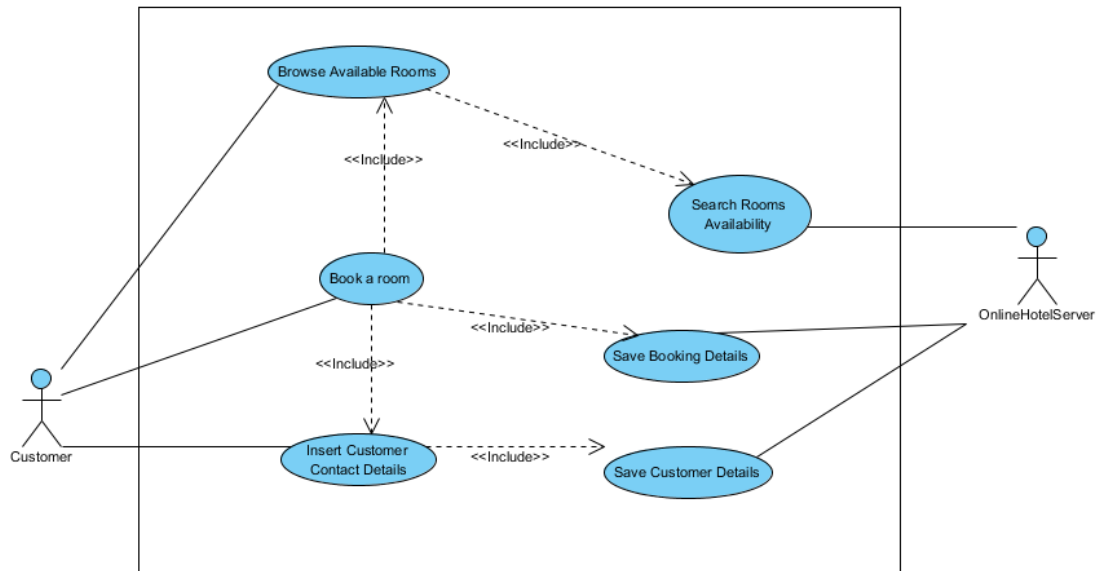 Browse Available Rooms
<<Include>>
<<Include>>
Search Rooms
Availability
Book a room
OnlineHotelServer
<<Include>>
Save Booking Details
<<Include>>
Customer
Insert Customer
Contact Details
<<Include>>
Save Customer Details